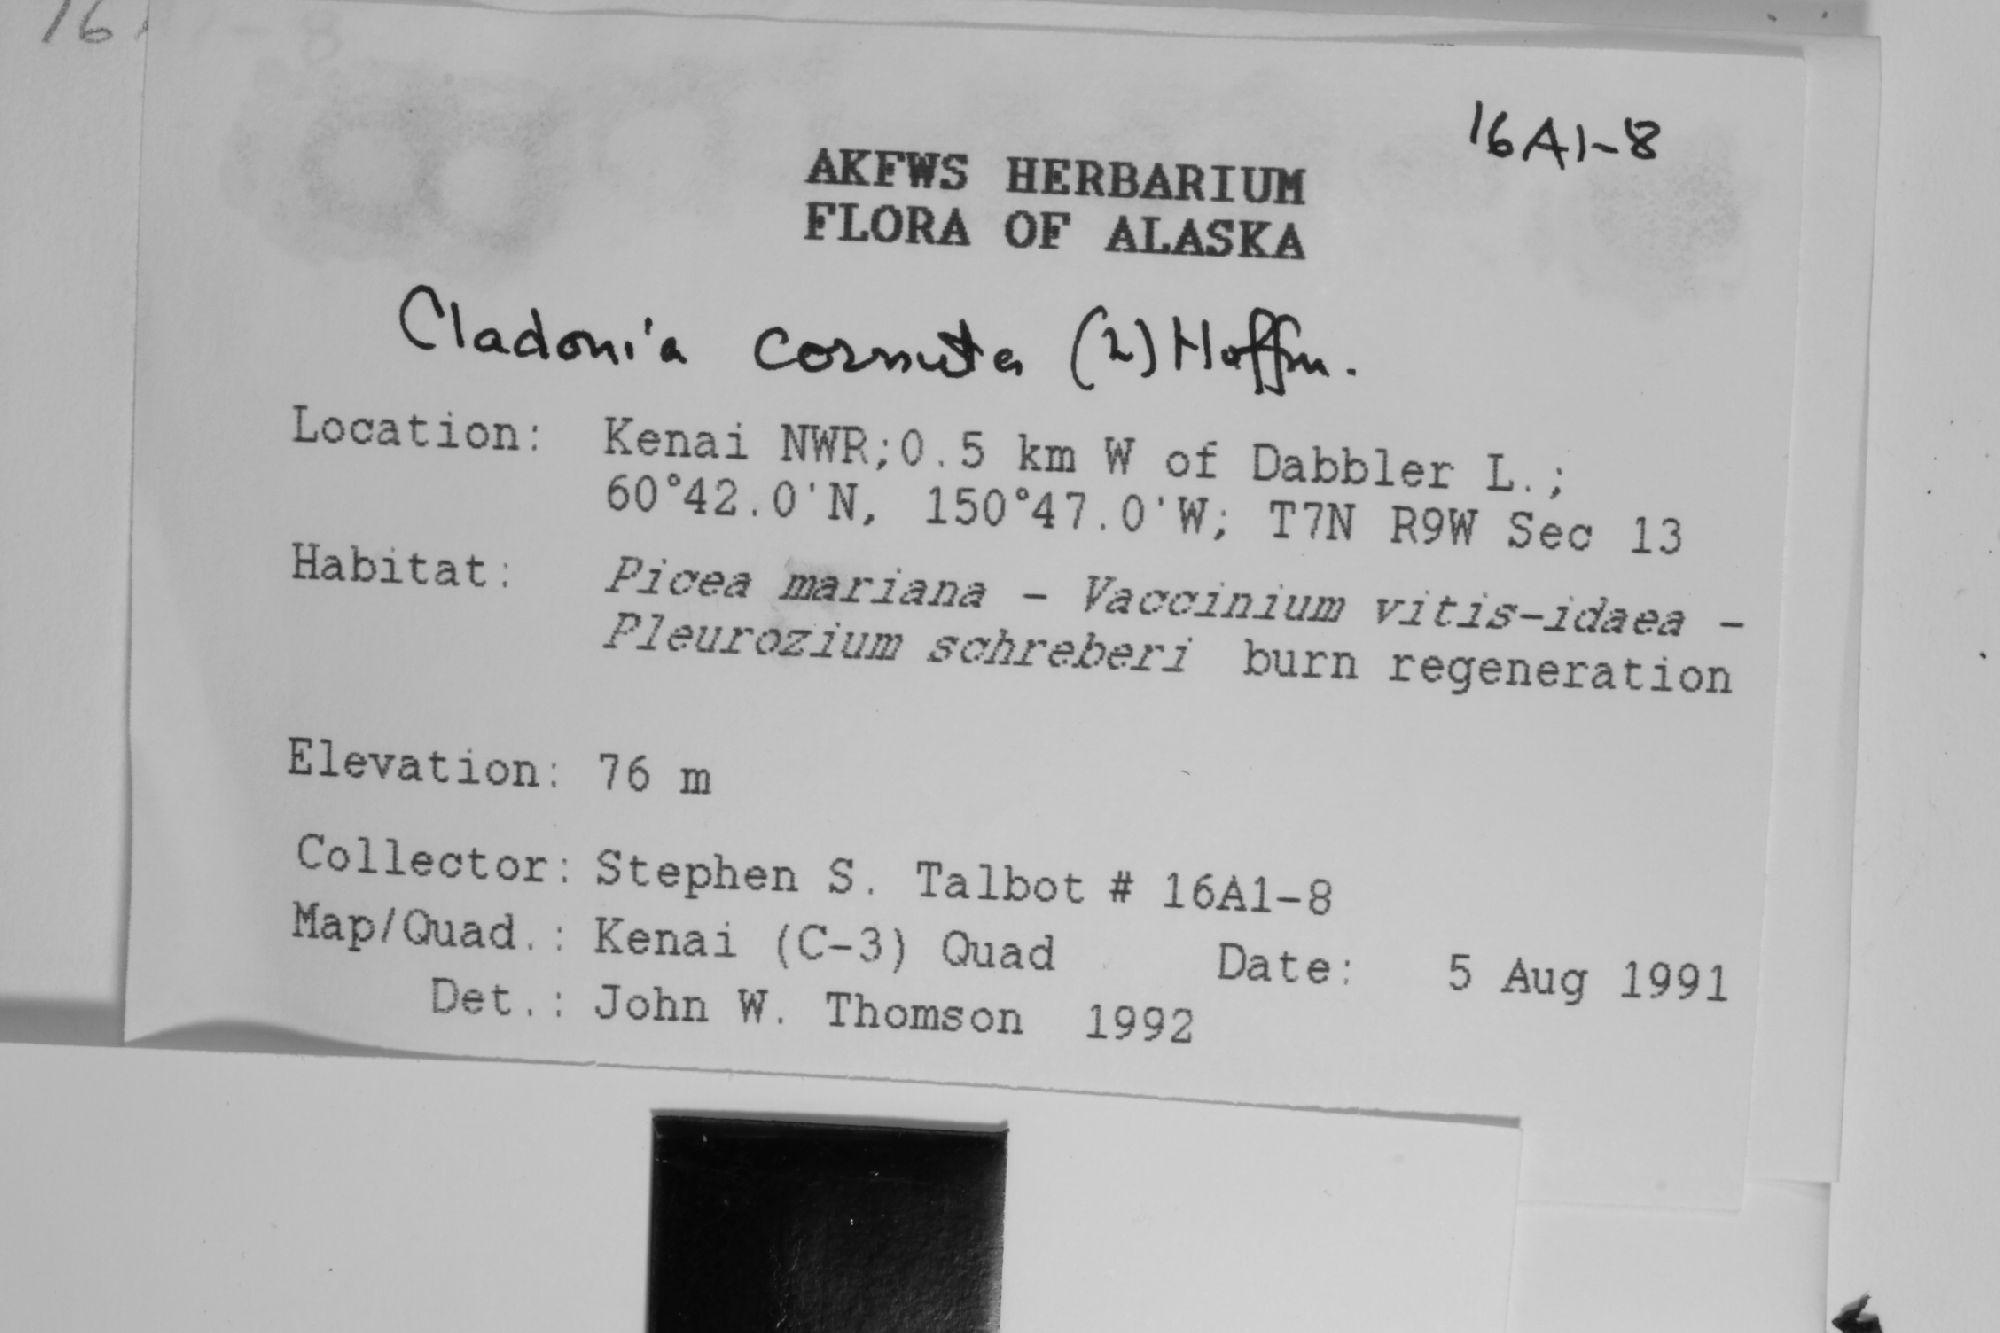 16A1-8
16A1-8
AKFWS HERBARIUM
FLORA OF ALASKA
Cladonia cornuta (L) Hoffm.
Location: Kenai NWR;0.5 km W of Dabbler L.;
60°42.0'N, 150°47.0'W; T7N R9W Sec 13
Habitat: Picea mariana - Vaccinium vitis-idaea -
Pleurozium schreberi burn regeneration
Elevation: 76 m
Collector: Stephen S. Talbot # 16A1-8
Map/Quad.: Kenai (C-3) Quad Date: 5 Aug 1991
Det.: John W. Thomson 1992